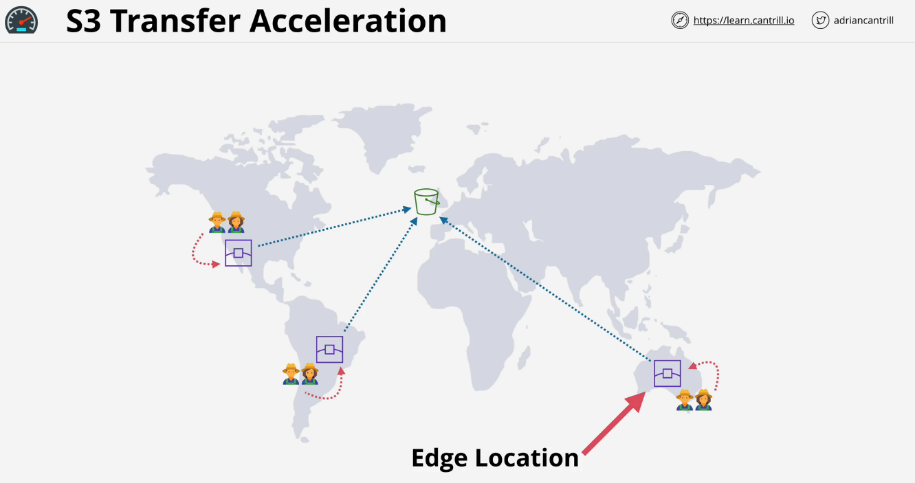 S3 Transfer Acceleration
https://learn.cantrill.io
adriancantrill
Edge Location